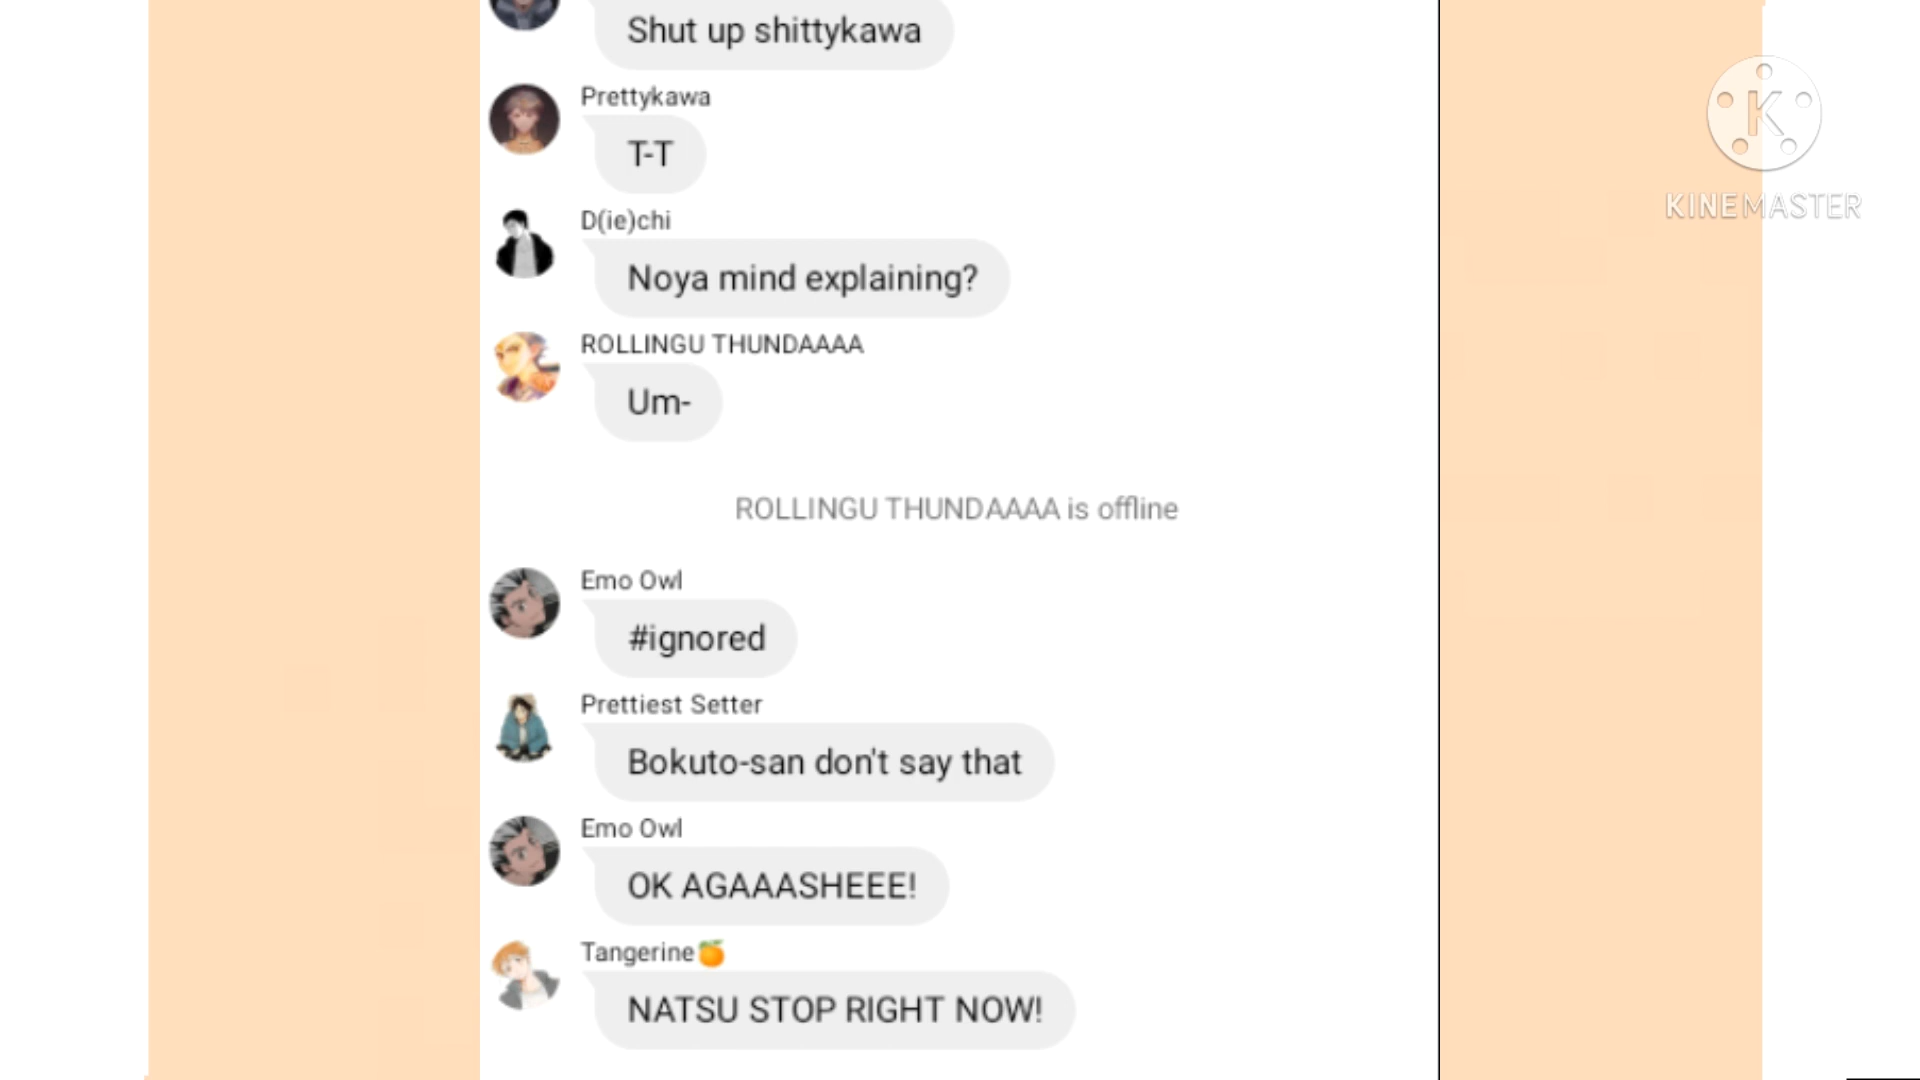 Shut up shittykawa
Prettykawa
T-T
D(ie)chi
Noya mind explaining?
ROLLINGU THUNDAAAA
Um-
ROLLINGU THUNDAAAA is offline
Emo Owl
#ignored
Prettiest Setter
Bokuto-san don't say that
Emo Owl
OK AGAAASHEEE!
Tangerine🍊
NATSU STOP RIGHT NOW!
K
KINEMASTER